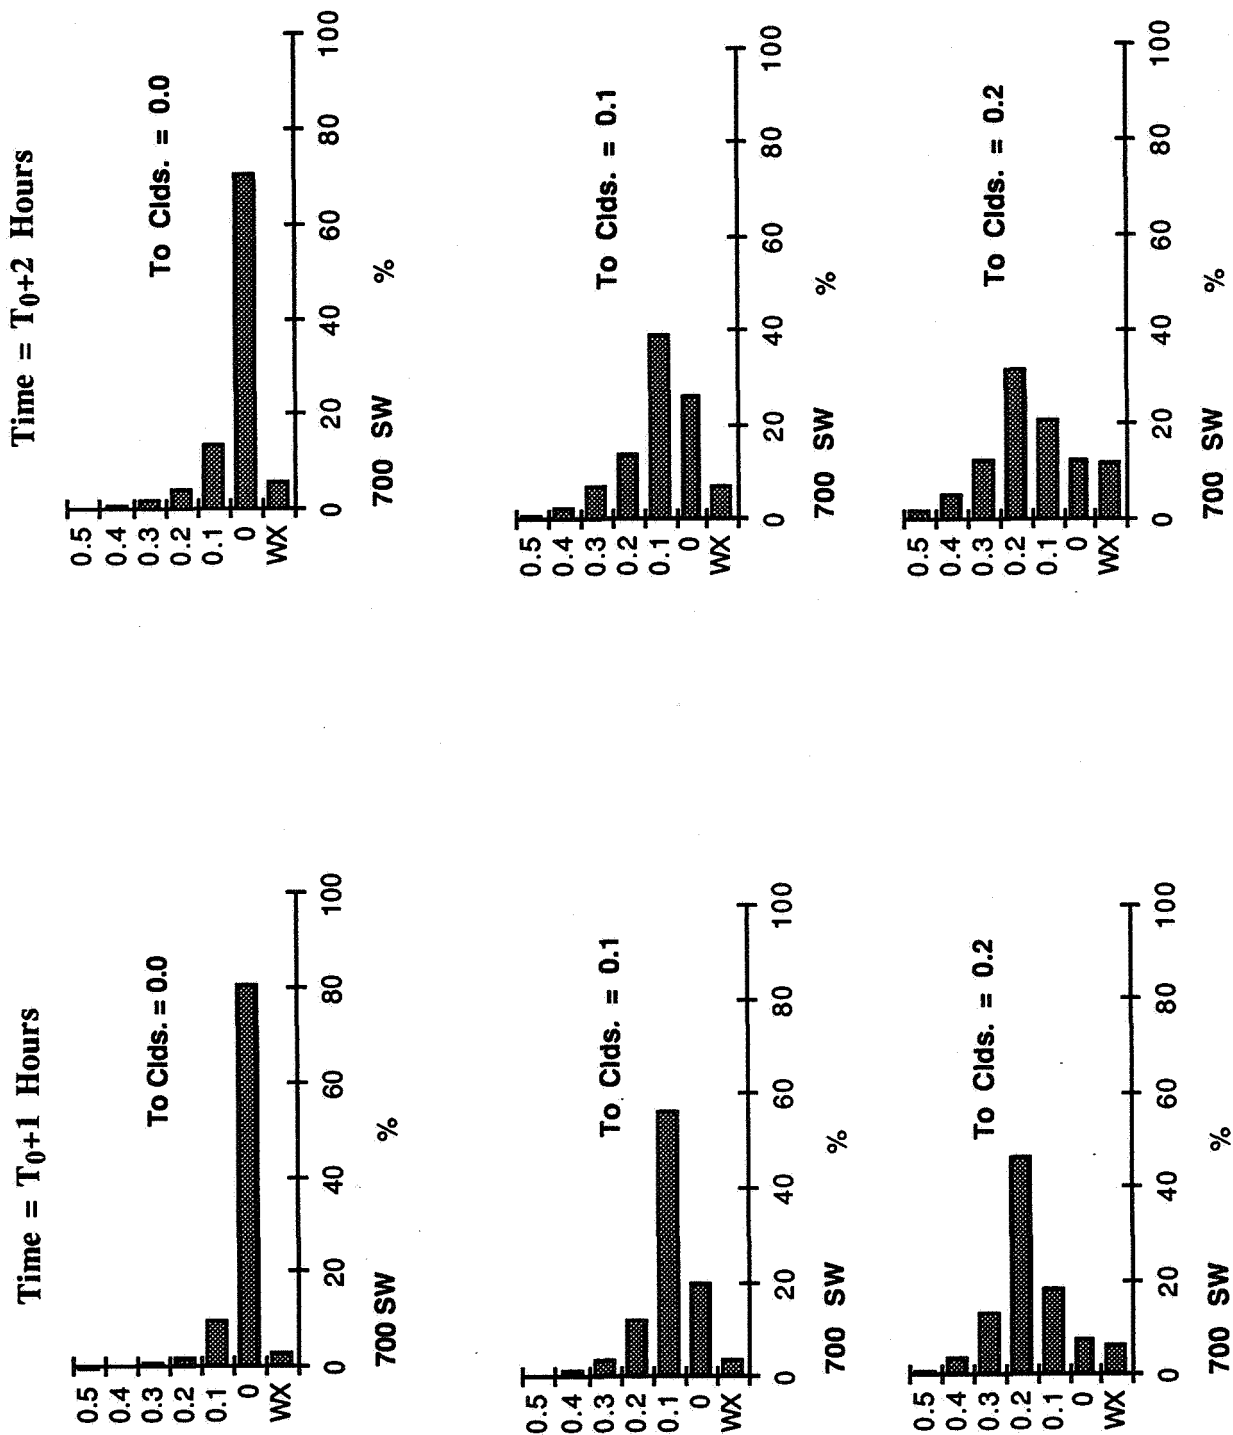 Time = T0+1 Hours
To Clds. = 0.0
0.5
0.4
0.3
0.2
0.1
0
WX
0 20 40 60 80 100
700 SW %
To Clds. = 0.1
0.5
0.4
0.3
0.2
0.1
0
WX
0 20 40 60 80 100
700 SW %
To Clds. = 0.2
0.5
0.4
0.3
0.2
0.1
0
WX
0 20 40 60 80 100
700 SW %
Time = T0+2 Hours
To Clds. = 0.0
0.5
0.4
0.3
0.2
0.1
0
WX
0 20 40 60 80 100
700 SW %
To Clds. = 0.1
0.5
0.4
0.3
0.2
0.1
0
WX
0 20 40 60 80 100
700 SW %
To Clds. = 0.2
0.5
0.4
0.3
0.2
0.1
0
WX
0 20 40 60 80 100
700 SW %